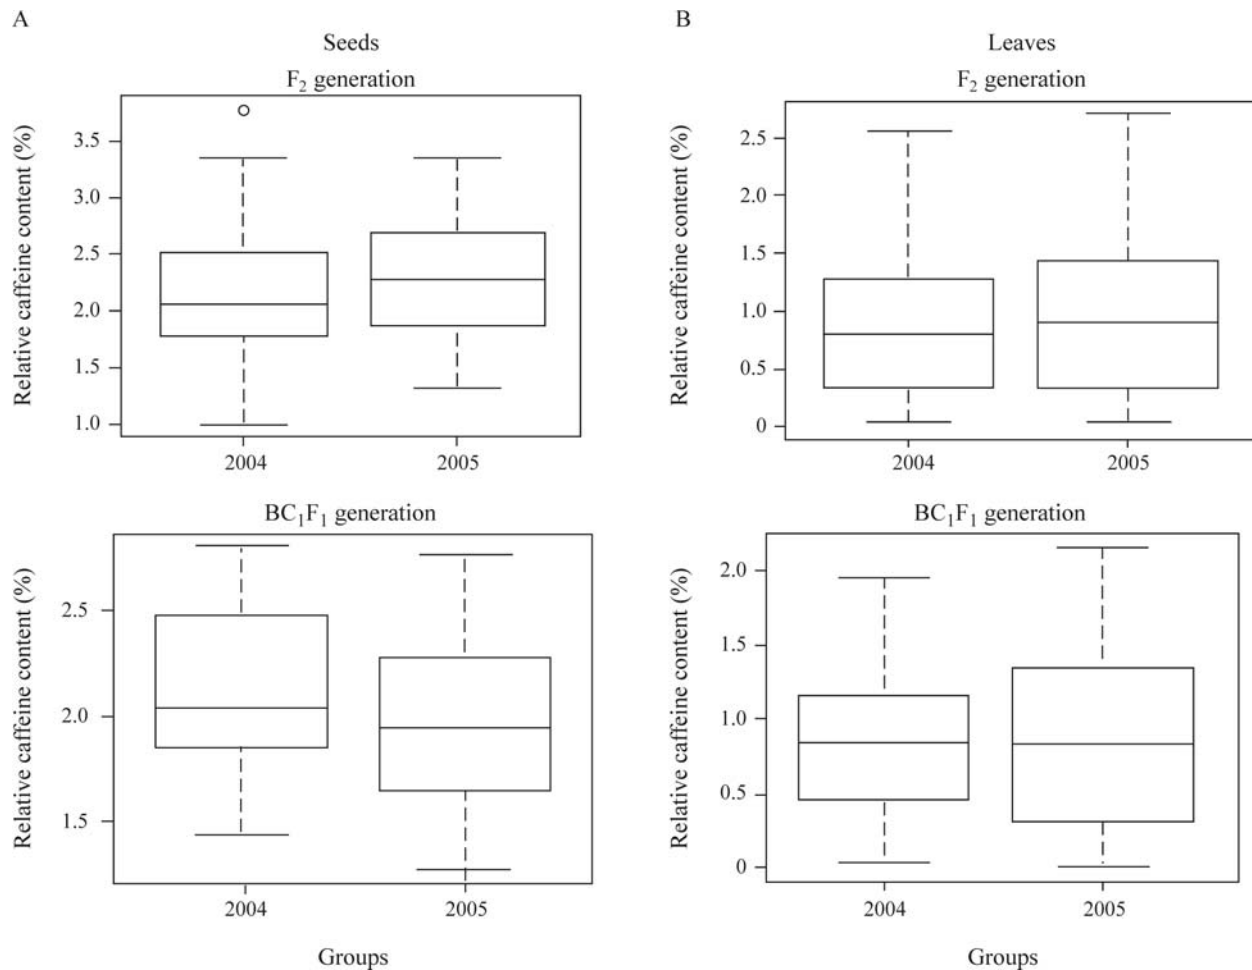 A
Seeds
F₂ generation
Relative caffeine content (%)
3.5
3.0
2.5
2.0
1.5
1.0
2004 2005
BC₁F₁ generation
Relative caffeine content (%)
2.5
2.0
1.5
2004 2005
Groups
B
Leaves
F₂ generation
Relative caffeine content (%)
2.5
2.0
1.5
1.0
0.5
0
2004 2005
BC₁F₁ generation
Relative caffeine content (%)
2.0
1.5
1.0
0.5
0
2004 2005
Groups